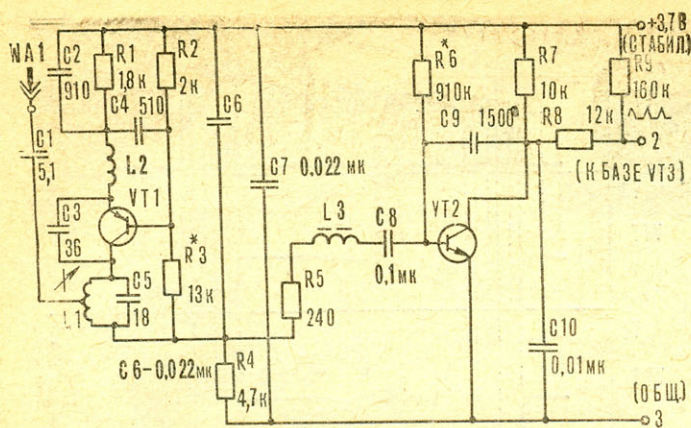 +3,7 В
(СТАБИЛ)
WA1
C2
910
R1
1,8 к
R2
2к
C4
510
C6
R6*
910к
R7
10к
R9
160к
C9
1500*
R8
12к
2
(К БАЗЕ VT3)
C1
5,1
L2
C7 0,022 мк
C3
36
VT1
L3
C8
0,1мк
VT2
R3*
13к
R5
240
L1
C5
18
C10
0,01мк
C6-0,022мк
R4
4,7к
(ОБЩ.)
3